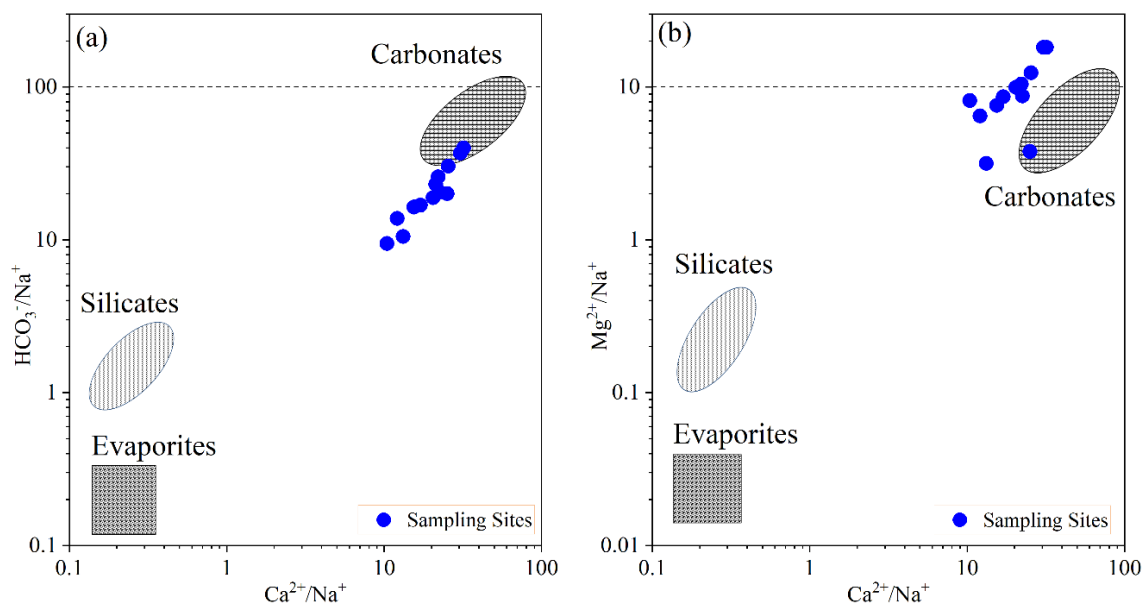 (a)
Carbonates
100
10
1
0.1
HCO₃⁻/Na⁺
Silicates
Evaporites
Sampling Sites
0.1
1
10
100
Ca²⁺/Na⁺
(b)
10
1
0.1
0.01
Mg²⁺/Na⁺
Carbonates
Silicates
Evaporites
Sampling Sites
0.1
1
10
100
Ca²⁺/Na⁺